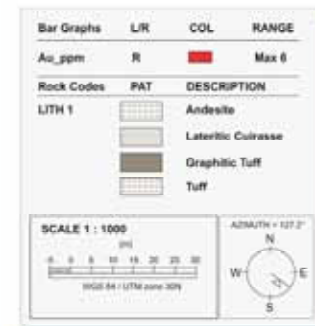 Bar Graphs L/R COL RANGE
Au_ppm R Max 6
Rock Codes PAT DESCRIPTION
LITH 1 Andesite
Lateritic Cuirasse
Graphitic Tuff
Tuff
SCALE 1 : 1000
(m)
-5 0 5 10 15 20 25 30
WGS 84 / UTM zone 30N
AZIMUTH = 127.2°
N
W E
S